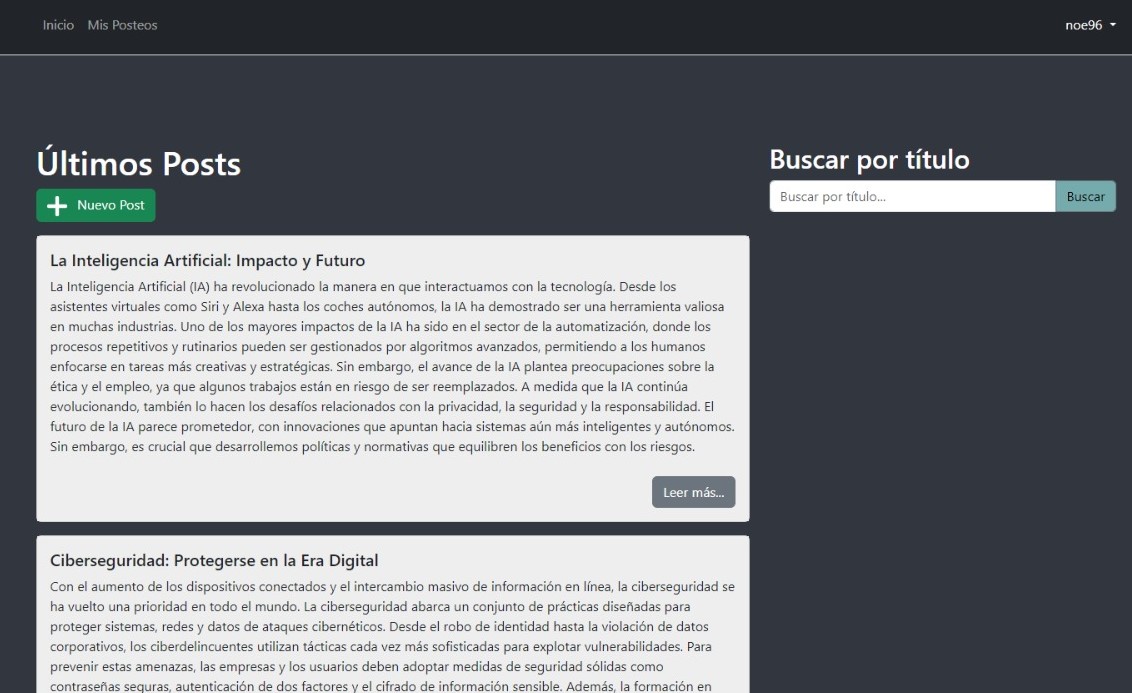 Inicio Mis Posteos
noe96
Últimos Posts
Nuevo Post
La Inteligencia Artificial: Impacto y Futuro
La Inteligencia Artificial (IA) ha revolucionado la manera en que interactuamos con la tecnología. Desde los
asistentes virtuales como Siri y Alexa hasta los coches autónomos, la IA ha demostrado ser una herramienta valiosa
en muchas industrias. Uno de los mayores impactos de la IA ha sido en el sector de la automatización, donde los
procesos repetitivos y rutinarios pueden ser gestionados por algoritmos avanzados, permitiendo a los humanos
enfocarse en tareas más creativas y estratégicas. Sin embargo, el avance de la IA plantea preocupaciones sobre la
ética y el empleo, ya que algunos trabajos están en riesgo de ser reemplazados. A medida que la IA continúa
evolucionando, también lo hacen los desafíos relacionados con la privacidad, la seguridad y la responsabilidad. El
futuro de la IA parece prometedor, con innovaciones que apuntan hacia sistemas aún más inteligentes y autónomos.
Sin embargo, es crucial que desarrollemos políticas y normativas que equilibren los beneficios con los riesgos.
Leer más...
Ciberseguridad: Protegerse en la Era Digital
Con el aumento de los dispositivos conectados y el intercambio masivo de información en línea, la ciberseguridad se
ha vuelto una prioridad en todo el mundo. La ciberseguridad abarca un conjunto de prácticas diseñadas para
proteger sistemas, redes y datos de ataques cibernéticos. Desde el robo de identidad hasta la violación de datos
corporativos, los ciberdelincuentes utilizan tácticas cada vez más sofisticadas para explotar vulnerabilidades. Para
prevenir estas amenazas, las empresas y los usuarios deben adoptar medidas de seguridad sólidas como
contraseñas seguras, autenticación de dos factores y el cifrado de información sensible. Además, la formación en
Buscar por título
Buscar por título...
Buscar